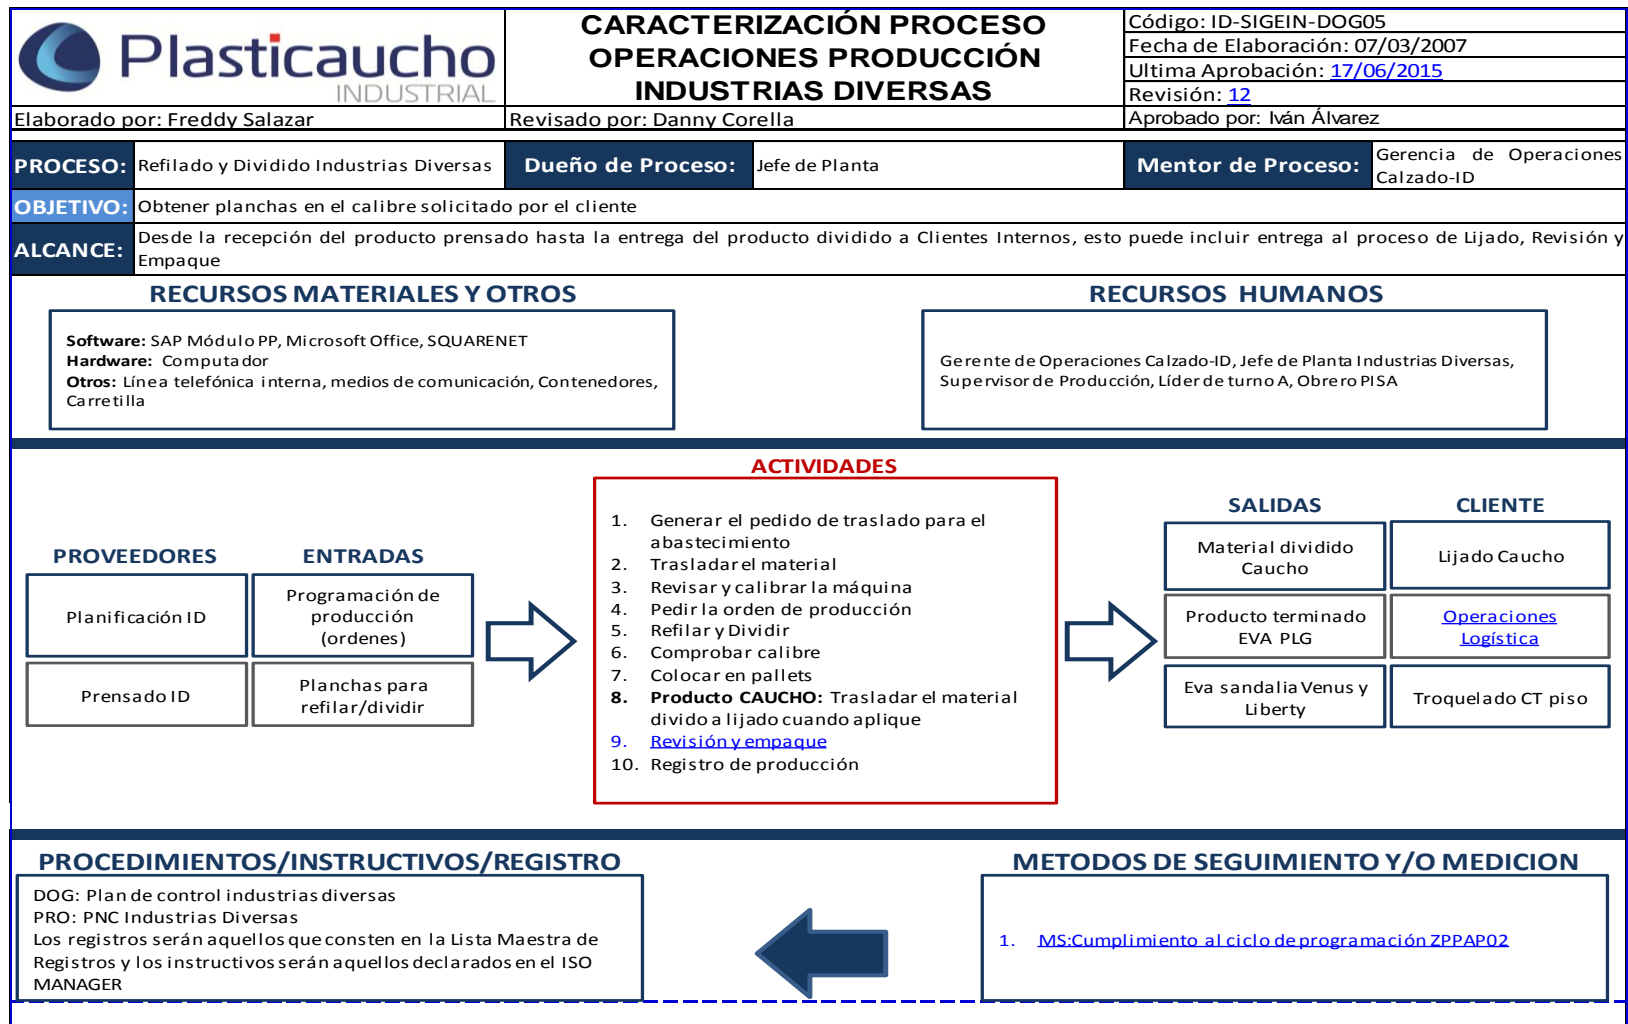 Plasticaucho
INDUSTRIAL
CARACTERIZACIÓN PROCESO
OPERACIONES PRODUCCIÓN
INDUSTRIAS DIVERSAS
Código: ID-SIGEIN-DOG05
Fecha de Elaboración: 07/03/2007
Ultima Aprobación: 17/06/2015
Revisión: 12
Elaborado por: Freddy Salazar
Revisado por: Danny Corella
Aprobado por: Iván Álvarez
PROCESO:
Refilado y Dividido Industrias Diversas
Dueño de Proceso:
Jefe de Planta
Mentor de Proceso:
Gerencia de Operaciones
Calzado-ID
OBJETIVO:
Obtener planchas en el calibre solicitado por el cliente
ALCANCE:
Desde la recepción del producto prensado hasta la entrega del producto dividido a Clientes Internos, esto puede incluir entrega al proceso de Lijado, Revisión y
Empaque
RECURSOS MATERIALES Y OTROS
Software: SAP Módulo PP, Microsoft Office, SQUARENET
Hardware: Computador
Otros: Línea telefónica interna, medios de comunicación, Contenedores,
Carretilla
RECURSOS HUMANOS
Gerente de Operaciones Calzado-ID, Jefe de Planta Industrias Diversas,
Supervisor de Producción, Líder de turno A, Obrero PISA
PROVEEDORES
Planificación ID
Prensado ID
ENTRADAS
Programación de
producción
(ordenes)
Planchas para
refilar/dividir
ACTIVIDADES
1. Generar el pedido de traslado para el
abastecimiento
2. Trasladar el material
3. Revisar y calibrar la máquina
4. Pedir la orden de producción
5. Refilar y Dividir
6. Comprobar calibre
7. Colocar en pallets
8. Producto CAUCHO: Trasladar el material
divido a lijado cuando aplique
9. Revisión y empaque
10. Registro de producción
SALIDAS
Material dividido
Caucho
Producto terminado
EVA PLG
Eva sandalia Venus y
Liberty
CLIENTE
Lijado Caucho
Operaciones
Logística
Troquelado CT piso
PROCEDIMIENTOS/INSTRUCTIVOS/REGISTRO
DOG: Plan de control industrias diversas
PRO: PNC Industrias Diversas
Los registros serán aquellos que consten en la Lista Maestra de
Registros y los instructivos serán aquellos declarados en el ISO
MANAGER
METODOS DE SEGUIMIENTO Y/O MEDICION
1. MS:Cumplimiento al ciclo de programación ZPPAP02